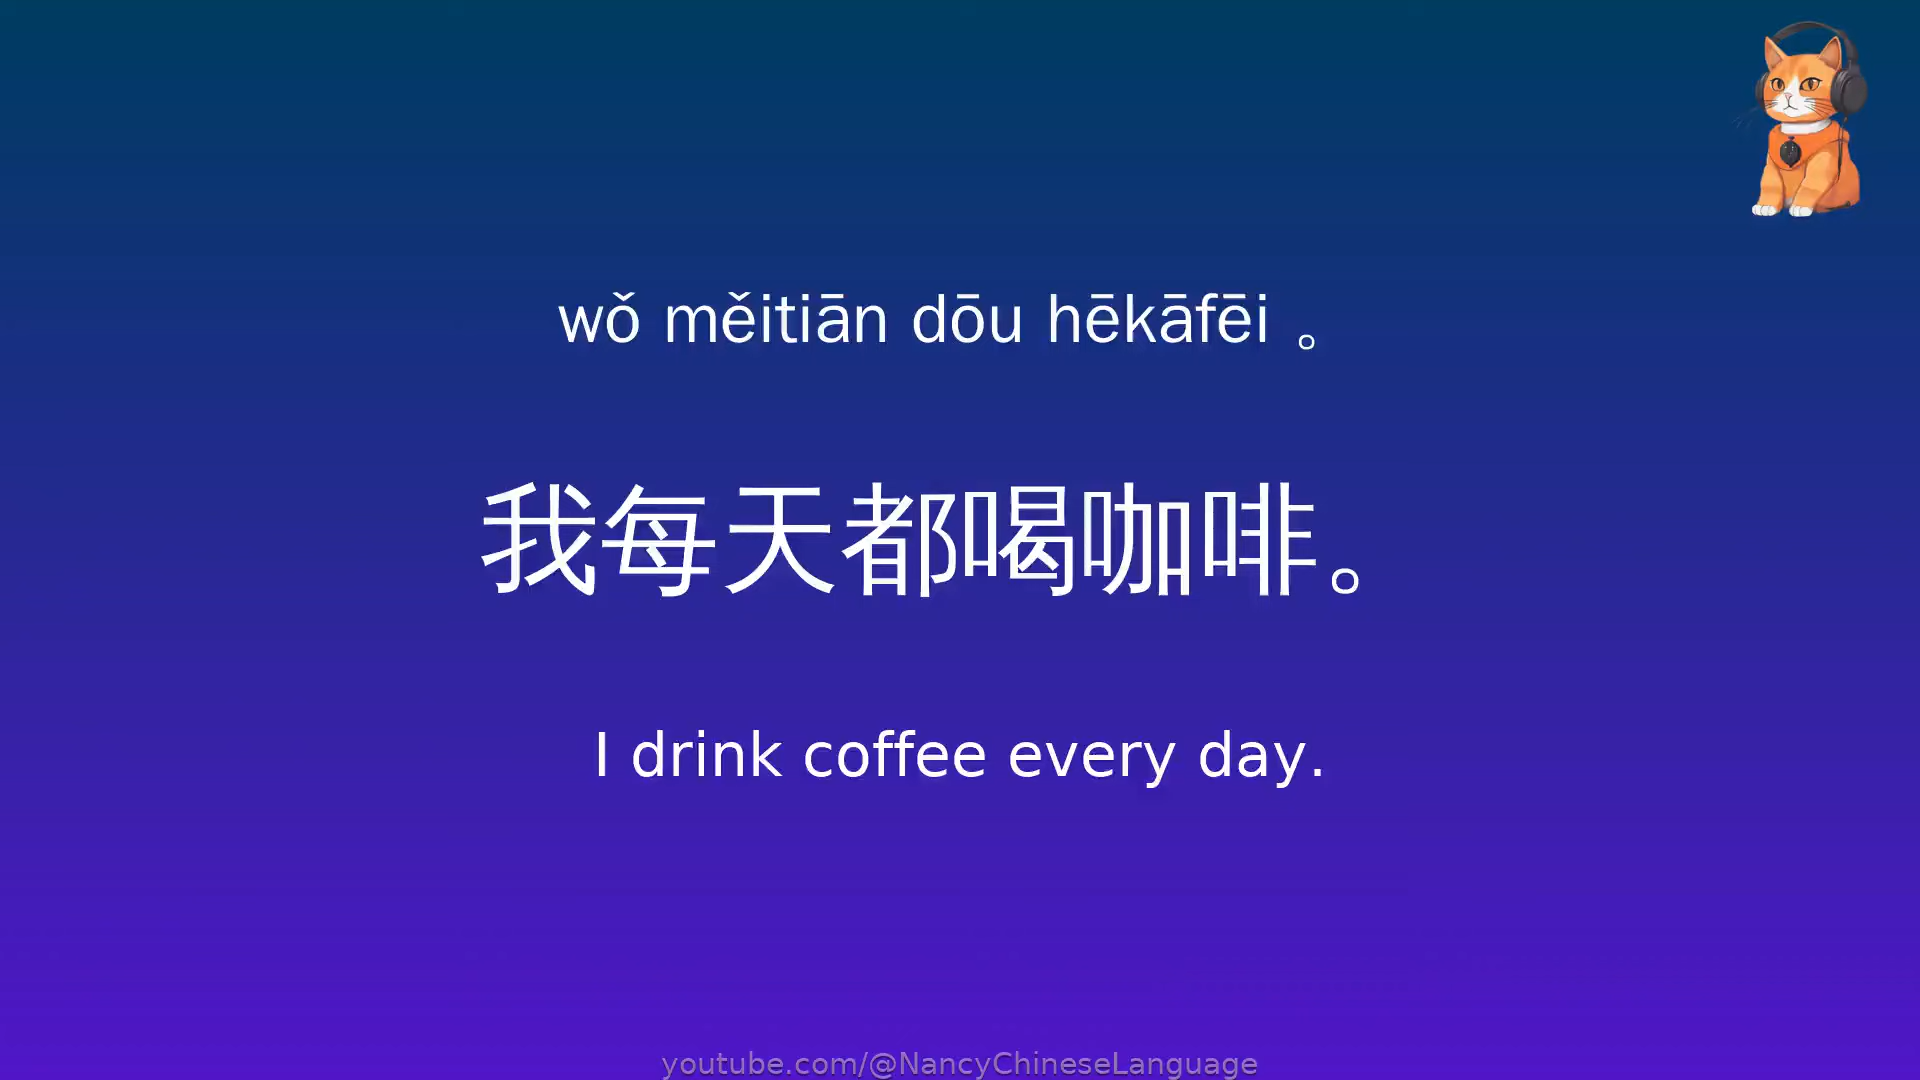 wǒ měitiān dōu hēkāfēi 。
我每天都喝咖啡。
I drink coffee every day.
youtube.com/@NancyChineseLanguage